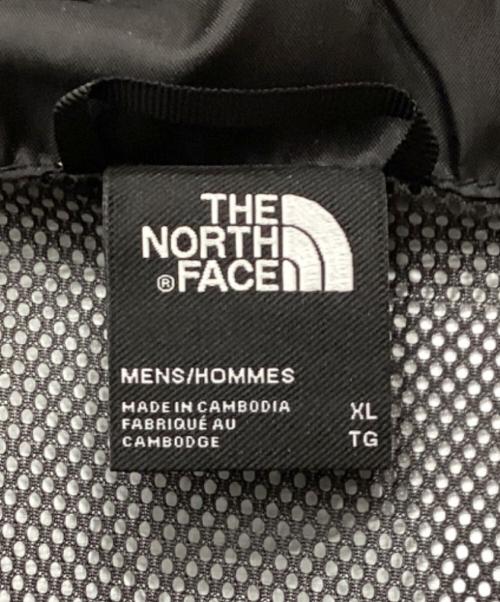 THE
NORTH
® FACE
MENS/HOMMES
MADE IN CAMBODIA
FABRIQUÉ AU
CAMBODGE
XL
TG